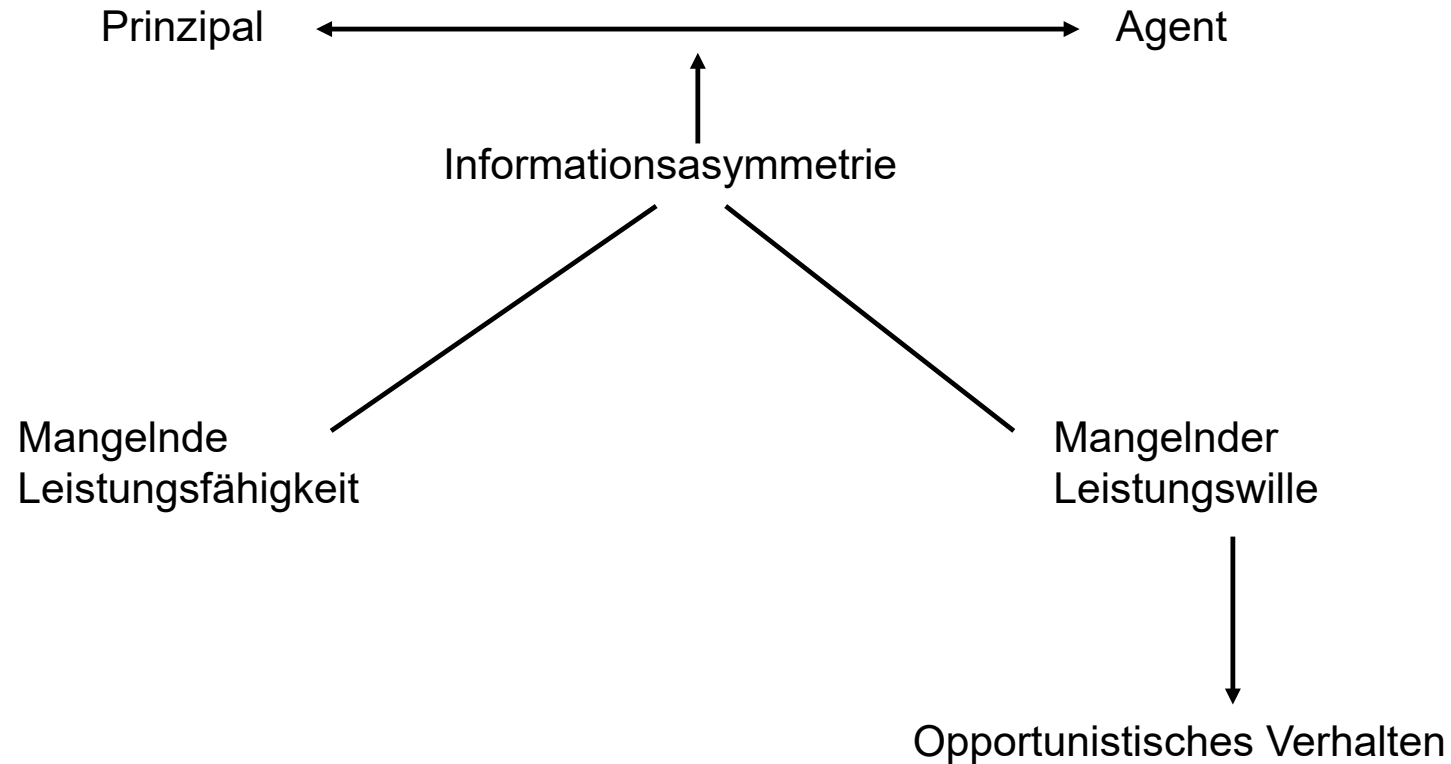 Prinzipal
Agent
Informationsasymmetrie
Mangelnde
Leistungsfähigkeit
Mangelnder
Leistungswille
Opportunistisches Verhalten